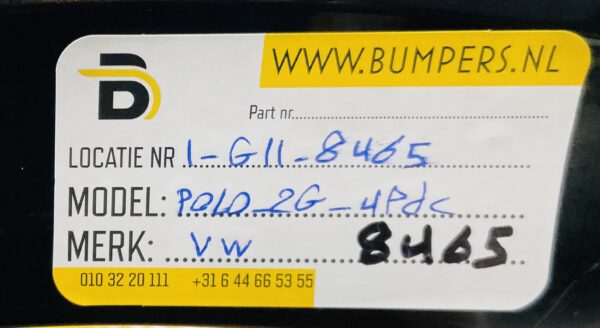 WWW.BUMPERS.NL
B
Part nr.
LOCATIE NR 1-G11-8465
MODEL: POLO-2G-4Pdc
MERK: VW 8465
010 32 20 111 +31 6 44 66 53 55